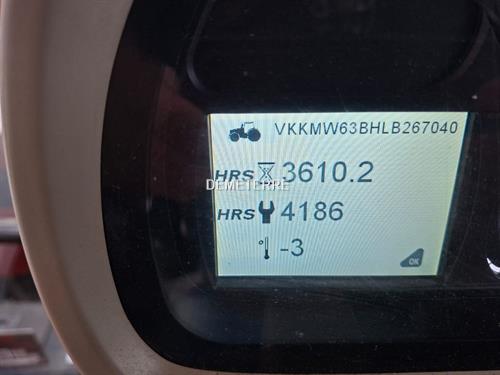 VKKMW63BHLB267040
HRS 3610.2
DEMETERRE
HRS 4186
° -3
OK